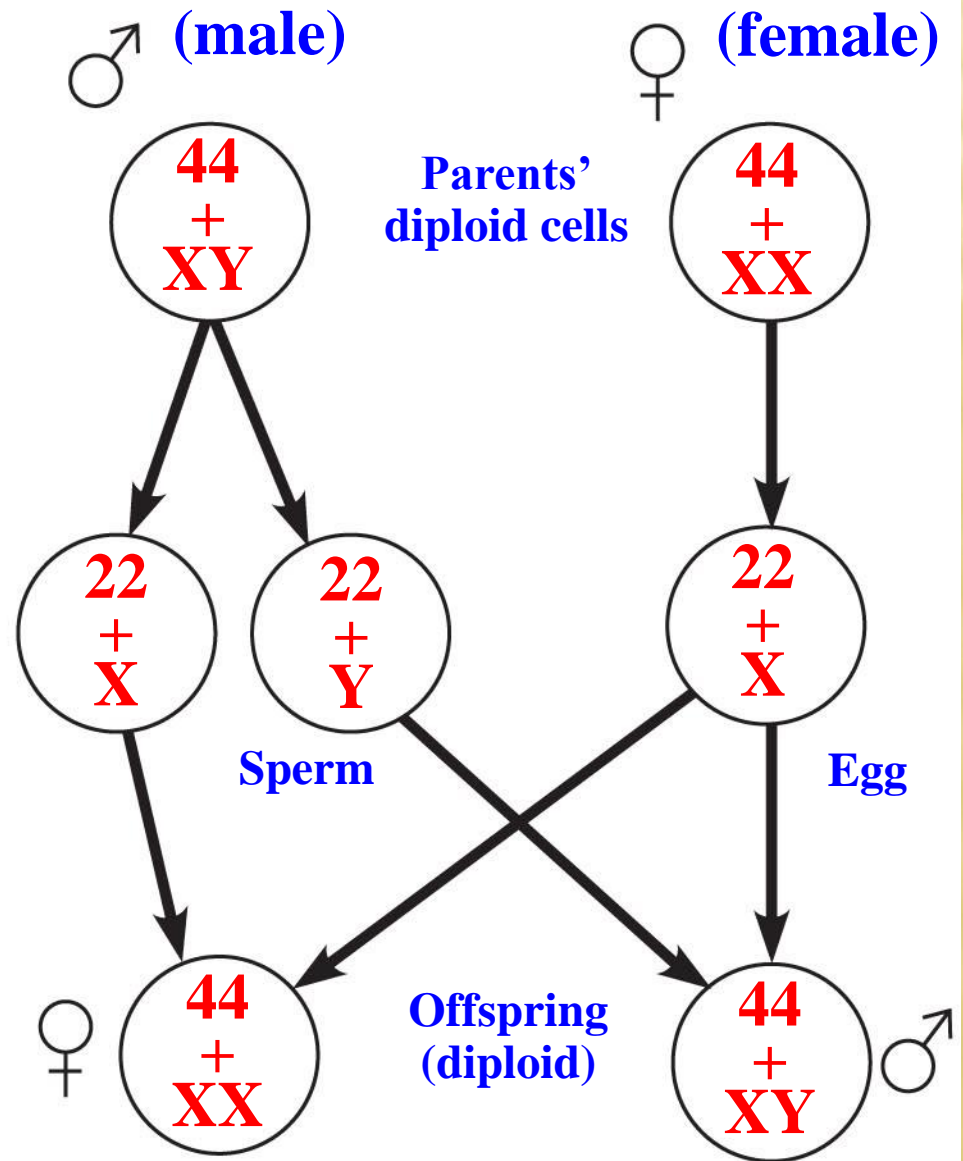 (male)
(female)
44
+
XY
Parents’
diploid cells
44
+
XX
22
+
X
22
+
Y
22
+
X
Sperm
Egg
44
+
XX
Offspring
(diploid)
44
+
XY